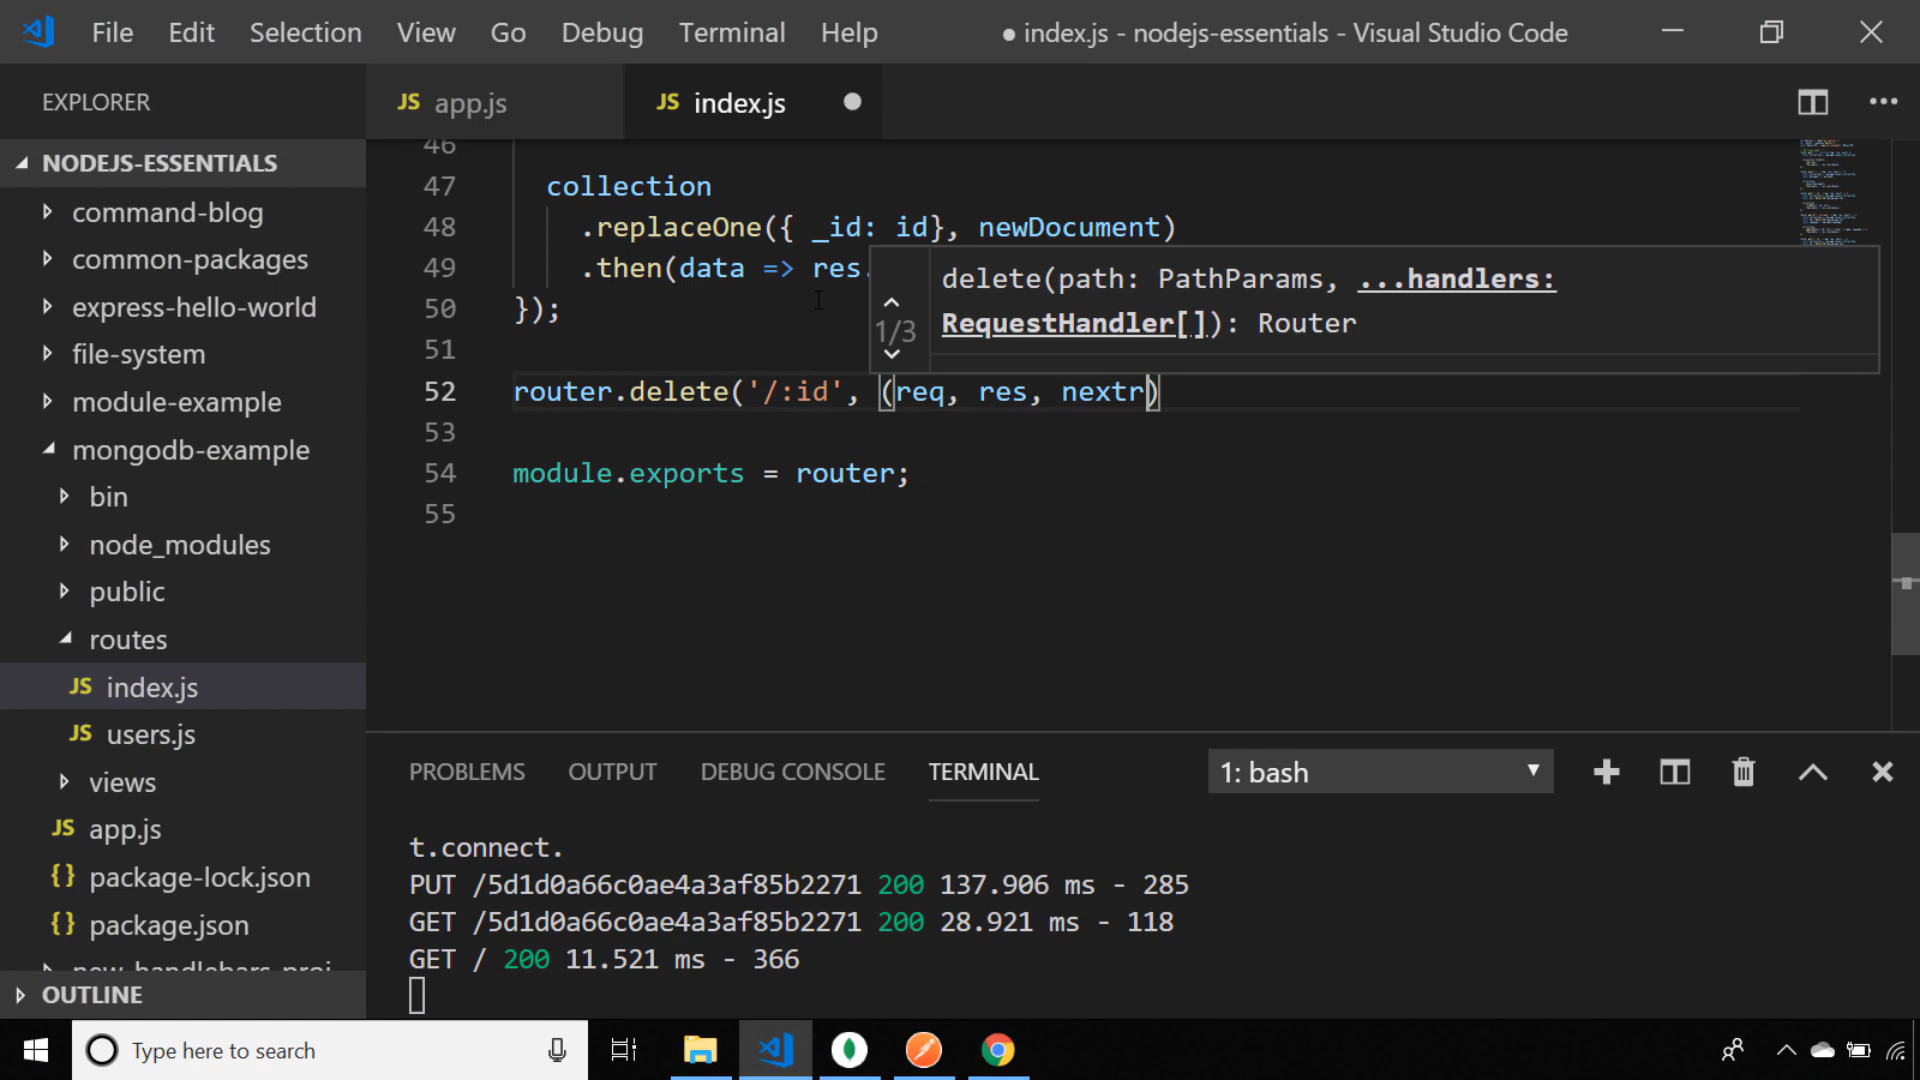 File Edit Selection View Go Debug Terminal Help ● index.js - nodejs-essentials - Visual Studio Code
EXPLORER
JS app.js
JS index.js
NODEJS-ESSENTIALS
command-blog
common-packages
express-hello-world
file-system
module-example
mongodb-example
bin
node_modules
public
routes
JS index.js
JS users.js
views
JS app.js
{} package-lock.json
{} package.json
OUTLINE
46
47 collection
48 .replaceOne({ _id: id}, newDocument)
49 .then(data => res.
50 });
51
52 router.delete('/:id', (req, res, nextr)
53
54 module.exports = router;
55
1/3
delete(path: PathParams, ...handlers:
RequestHandler[]): Router
PROBLEMS OUTPUT DEBUG CONSOLE TERMINAL 1: bash
t.connect.
PUT /5d1d0a66c0ae4a3af85b2271 200 137.906 ms - 285
GET /5d1d0a66c0ae4a3af85b2271 200 28.921 ms - 118
GET / 200 11.521 ms - 366
Type here to search